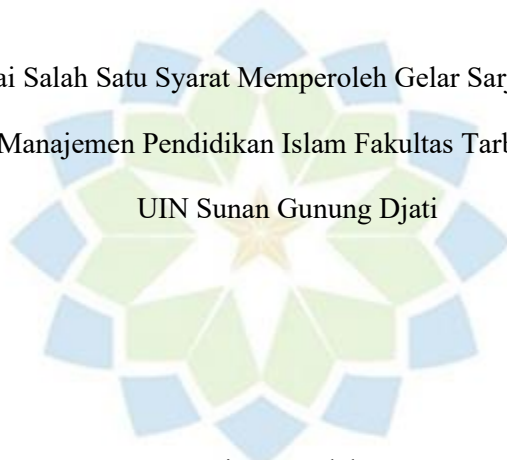 ai Salah Satu Syarat Memperoleh Gelar Sar
Manajemen Pendidikan Islam Fakultas Tarb
UIN Sunan Gunung Djati